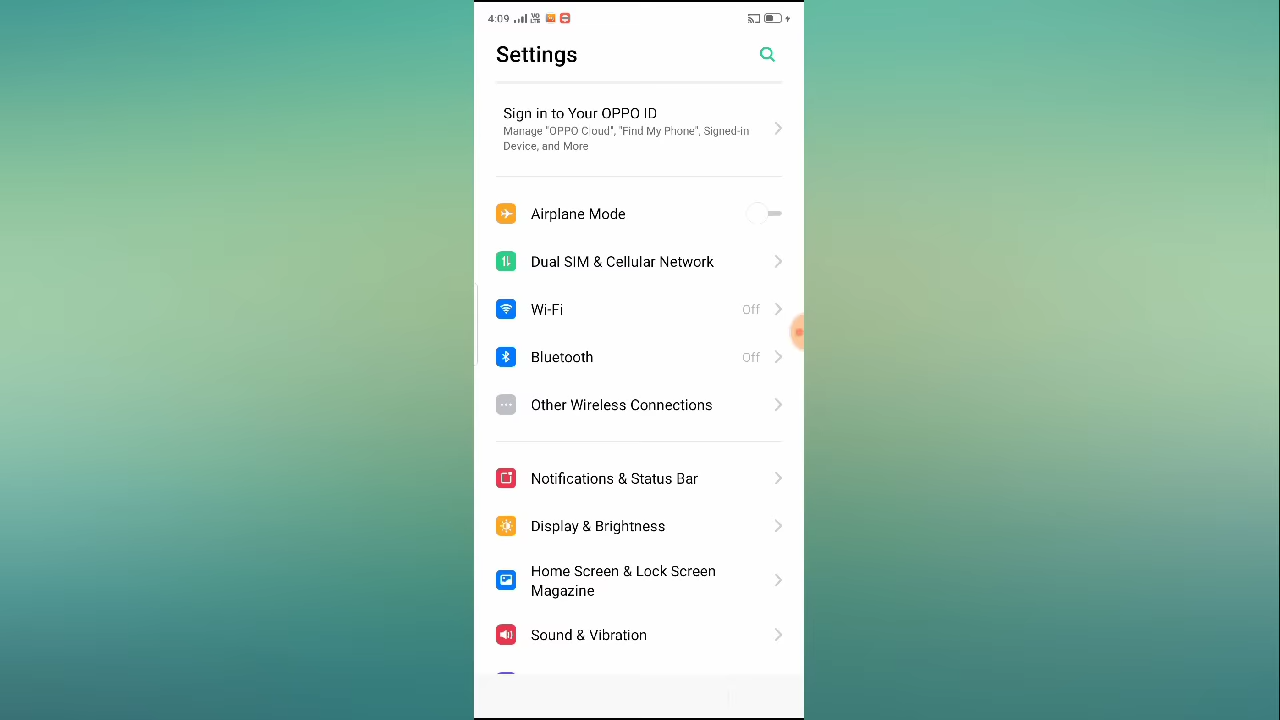 4:09 VO LTE
Settings
Sign in to Your OPPO ID
Manage "OPPO Cloud", "Find My Phone", Signed-in
Device, and More
Airplane Mode
Dual SIM & Cellular Network
Wi-Fi Off
Bluetooth Off
Other Wireless Connections
Notifications & Status Bar
Display & Brightness
Home Screen & Lock Screen
Magazine
Sound & Vibration